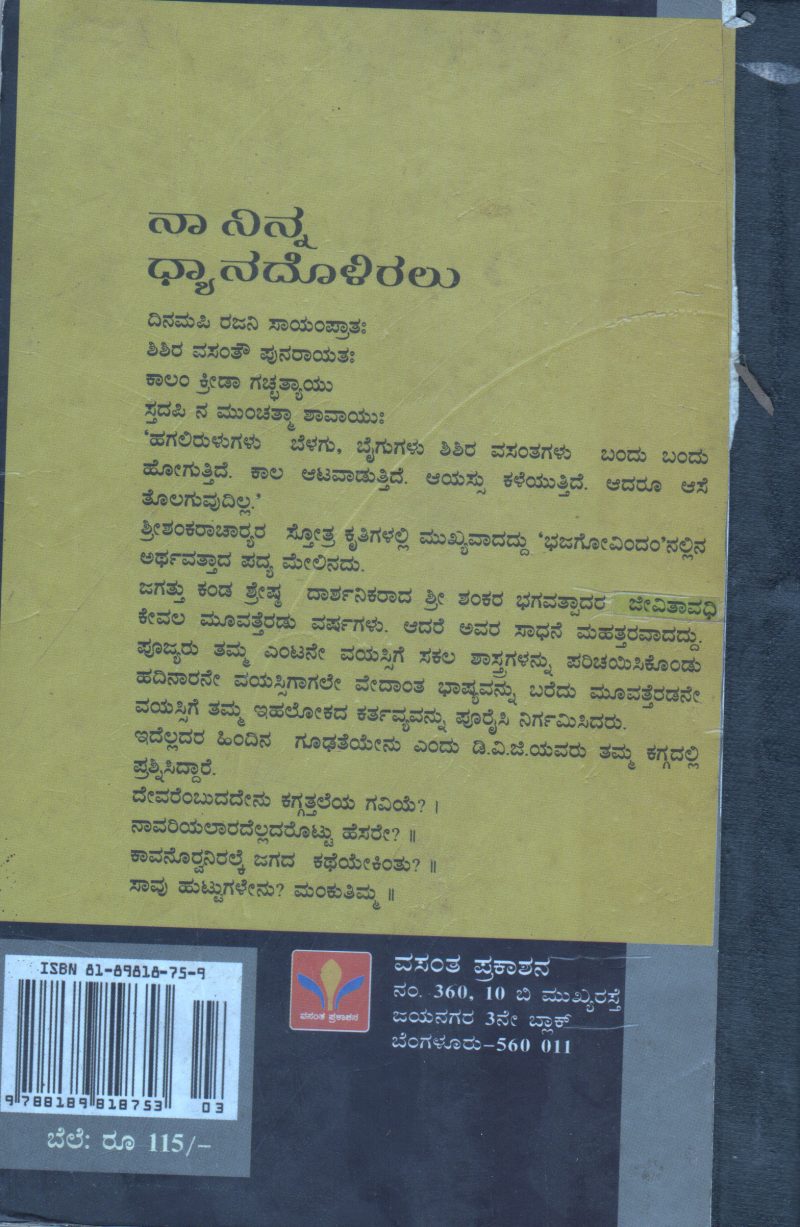 ನಾ ನಿನ್ನ
ಧ್ಯಾನದೊಳಿರಲು
ದಿನಮಪಿ ರಜನಿ ಸಾಯಂಪ್ರಾತಃ
ಶಿಶಿರ ವಸಂತೌ ಪುನರಾಯತಃ
ಕಾಲಂ ಕ್ರೀಡಾ ಗಚ್ಛತ್ಯಾಯು
ಸ್ತದಪಿ ನ ಮುಂಚತ್ಮಾ ಶಾವಾಯುಃ
‘ಹಗಲಿರುಳುಗಳು ಬೆಳಗು, ಬೈಗುಗಳು ಶಿಶಿರ ವಸಂತಗಳು ಬಂದು ಬಂದು
ಹೋಗುತ್ತಿದೆ. ಕಾಲ ಆಟವಾಡುತ್ತಿದೆ. ಆಯಸ್ಸು ಕಳೆಯುತ್ತಿದೆ. ಆದರೂ ಆಸೆ
ತೊಲಗುವುದಿಲ್ಲ.’
ಶ್ರೀಶಂಕರಾಚಾರ್‍ಯರ ಸ್ತೋತ್ರ ಕೃತಿಗಳಲ್ಲಿ ಮುಖ್ಯವಾದದ್ದು ‘ಭಜಗೋವಿಂದಂ’ನಲ್ಲಿನ
ಅರ್ಥವತ್ತಾದ ಪದ್ಯ ಮೇಲಿನದು.
ಜಗತ್ತು ಕಂಡ ಶ್ರೇಷ್ಠ ದಾರ್ಶನಿಕರಾದ ಶ್ರೀ ಶಂಕರ ಭಗವತ್ಪಾದರ ಜೀವಿತಾವಧಿ
ಕೇವಲ ಮೂವತ್ತೆರಡು ವರ್ಷಗಳು. ಆದರೆ ಅವರ ಸಾಧನೆ ಮಹತ್ತರವಾದದ್ದು.
ಪೂಜ್ಯರು ತಮ್ಮ ಎಂಟನೇ ವಯಸ್ಸಿಗೆ ಸಕಲ ಶಾಸ್ತ್ರಗಳನ್ನು ಪರಿಚಯಿಸಿಕೊಂಡು
ಹದಿನಾರನೇ ವಯಸ್ಸಿಗಾಗಲೇ ವೇದಾಂತ ಭಾಷ್ಯವನ್ನು ಬರೆದು ಮೂವತ್ತೆರಡನೇ
ವಯಸ್ಸಿಗೆ ತಮ್ಮ ಇಹಲೋಕದ ಕರ್ತವ್ಯವನ್ನು ಪೂರೈಸಿ ನಿರ್ಗಮಿಸಿದರು.
ಇದೆಲ್ಲದರ ಹಿಂದಿನ ಗೂಢತೆಯೇನು ಎಂದು ಡಿ.ವಿ.ಜಿ.ಯವರು ತಮ್ಮ ಕಗ್ಗದಲ್ಲಿ
ಪ್ರಶ್ನಿಸಿದ್ದಾರೆ.
ದೇವರೆಂಬುದದೇನು ಕಗ್ಗತ್ತಲೆಯ ಗವಿಯೆ? ।
ನಾವರಿಯಲಾರದೆಲ್ಲದರೊಟ್ಟು ಹೆಸರೇ? ॥
ಕಾವನೊರ್‍ವನಿರಲ್ಕೆ ಜಗದ ಕಥೆಯೇಕಿಂತು? ॥
ಸಾವು ಹುಟ್ಟುಗಳೇನು? ಮಂಕುತಿಮ್ಮ ॥
ISBN 81-89818-75-9
9 788189 818753 03
ಬೆಲೆ: ರೂ 115/-
ವಸಂತ ಪ್ರಕಾಶನ
ವಸಂತ ಪ್ರಕಾಶನ
ನಂ. 360, 10 ಬಿ ಮುಖ್ಯರಸ್ತೆ
ಜಯನಗರ 3ನೇ ಬ್ಲಾಕ್
ಬೆಂಗಳೂರು-560 011